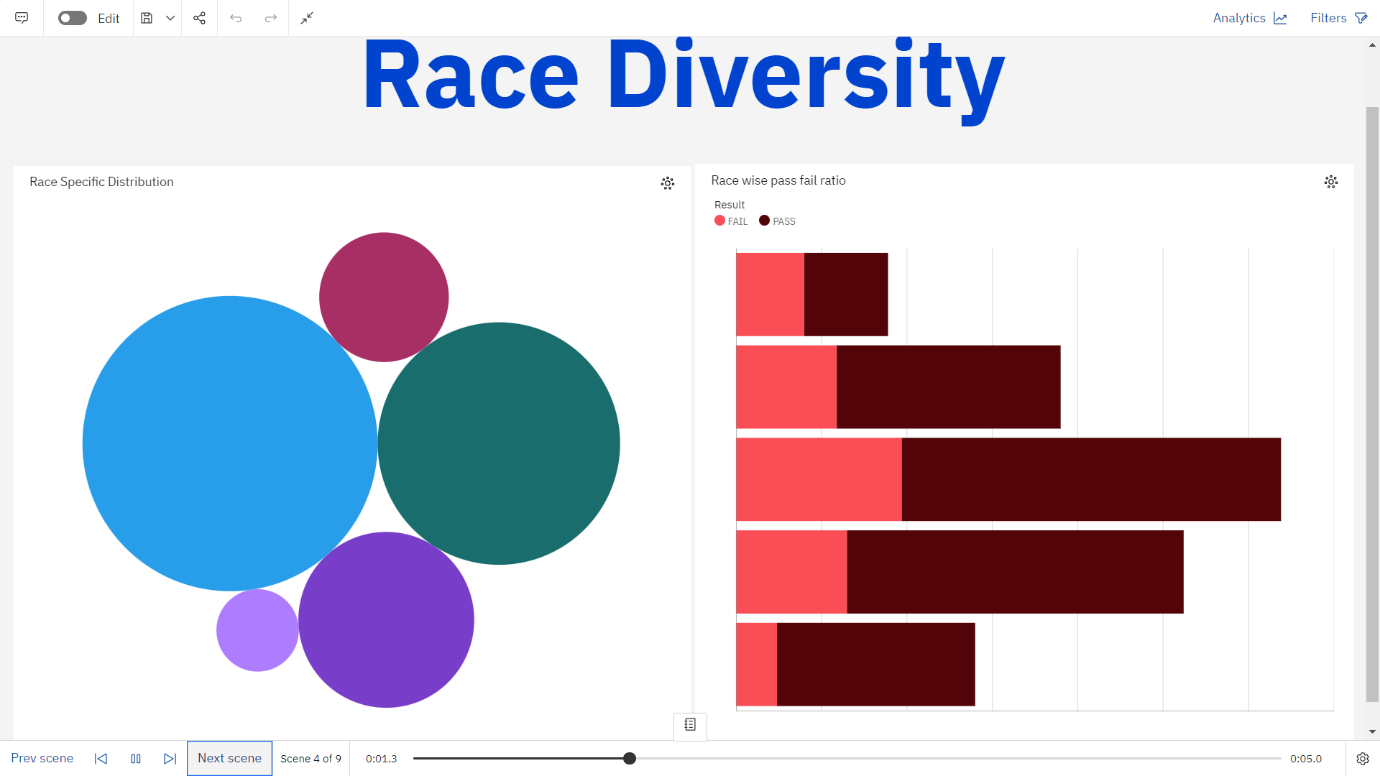 Edit
Analytics
Filters
Race Diversity
Race Specific Distribution
Race wise pass fail ratio
Result
FAIL PASS
Prev scene
Next scene
Scene 4 of 9
0:01.3
0:05.0